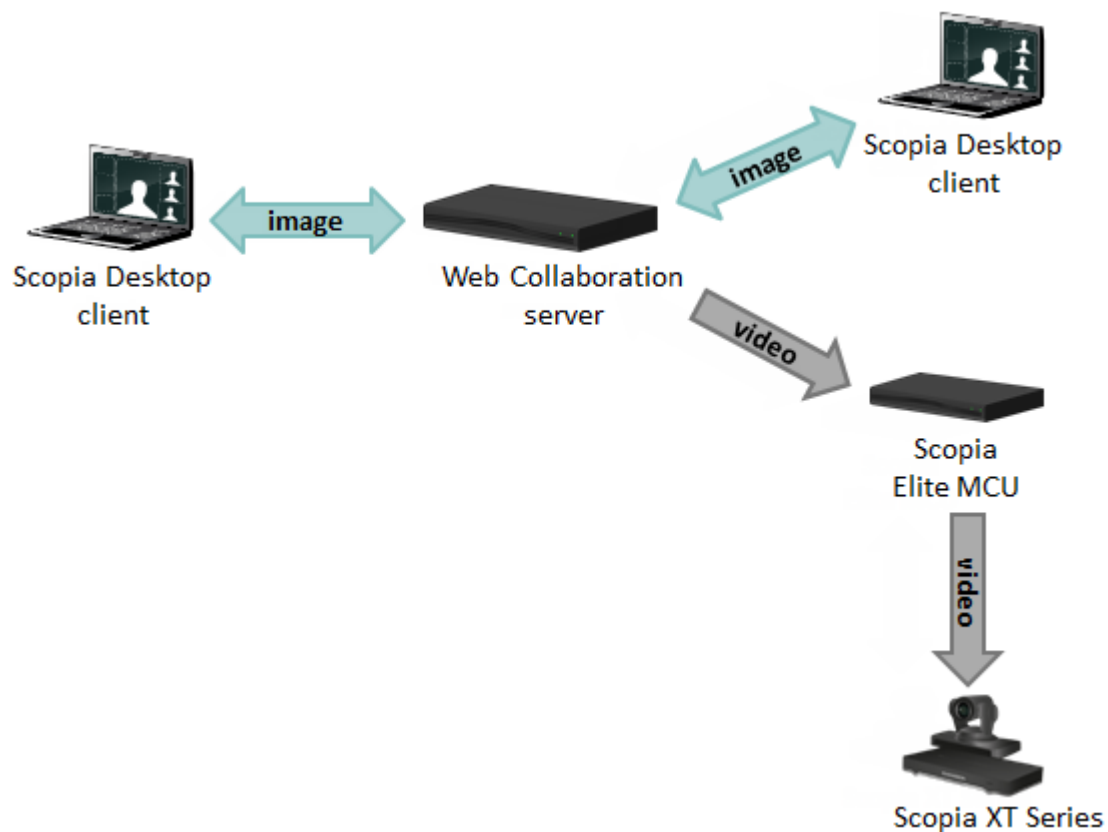 Scopia Desktop
client
image
Scopia Desktop
client
image
Web Collaboration
server
video
Scopia
Elite MCU
video
Scopia XT Series